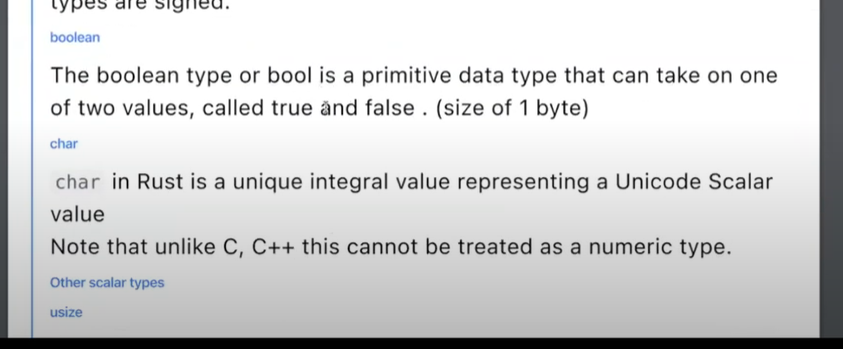 types are signed.
boolean
The boolean type or bool is a primitive data type that can take on one
of two values, called true and false . (size of 1 byte)
char
char in Rust is a unique integral value representing a Unicode Scalar
value
Note that unlike C, C++ this cannot be treated as a numeric type.
Other scalar types
usize